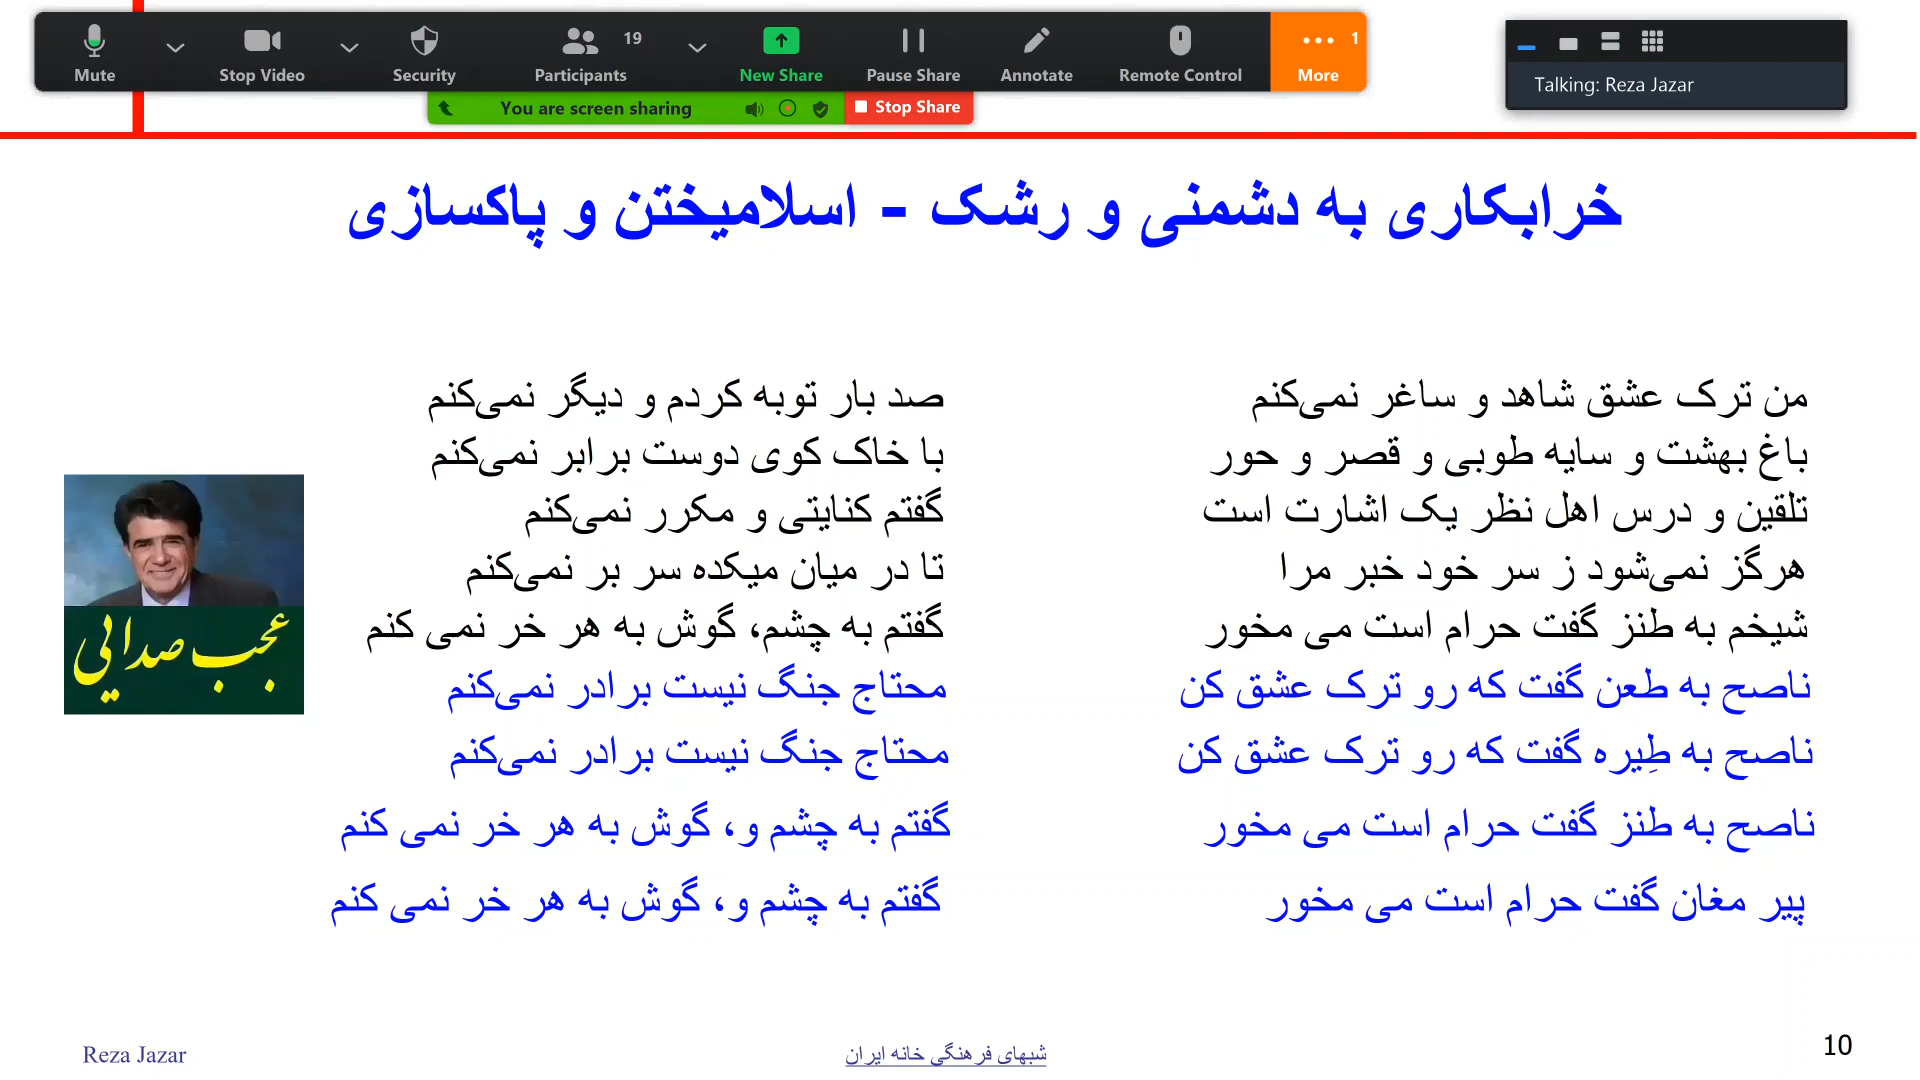 Mute
Stop Video
Security
Participants 19
New Share
Pause Share
Annotate
Remote Control
More 1
You are screen sharing
Stop Share
Talking: Reza Jazar
خرابکاری به دشمنی و رشک - اسلامیختن و پاکسازی
من ترک عشق شاهد و ساغر نمی‌کنم صد بار توبه کردم و دیگر نمی‌کنم
باغ بهشت و سایه طوبی و قصر و حور با خاک کوی دوست برابر نمی‌کنم
تلقین و درس اهل نظر یک اشارت است گفتم کنایتی و مکرر نمی‌کنم
هرگز نمی‌شود ز سر خود خبر مرا تا در میان میکده سر بر نمی‌کنم
شیخم به طنز گفت حرام است می مخور گفتم به چشم، گوش به هر خر نمی کنم
ناصح به طعن گفت که رو ترک عشق کن محتاج جنگ نیست برادر نمی‌کنم
ناصح به طِیره گفت که رو ترک عشق کن محتاج جنگ نیست برادر نمی‌کنم
ناصح به طنز گفت حرام است می مخور گفتم به چشم و، گوش به هر خر نمی کنم
پیر مغان گفت حرام است می مخور گفتم به چشم و، گوش به هر خر نمی کنم
عجب صدایی
Reza Jazar
شبهای فرهنگی خانه ایران
10